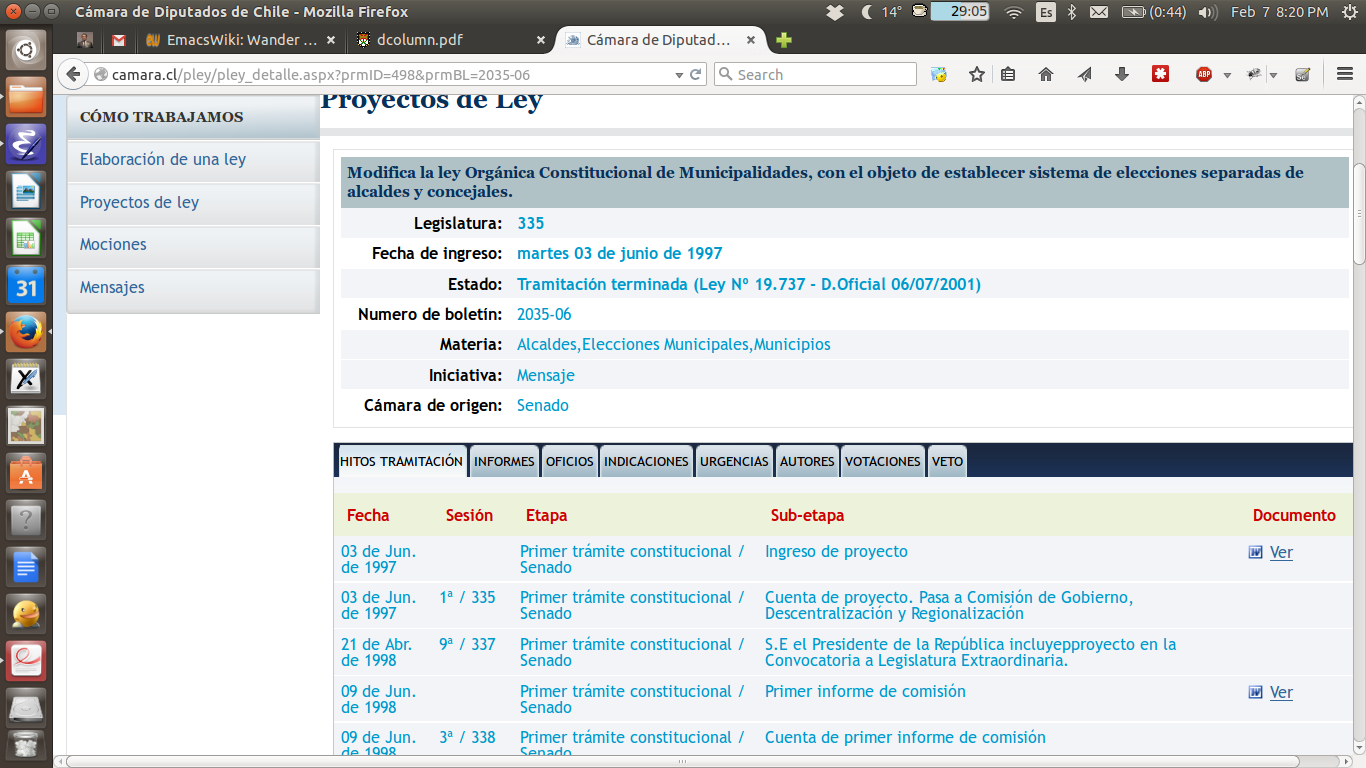 Cámara de Diputados de Chile - Mozilla Firefox
14°
29:05
Es
(0:44)
Feb 7 8:20 PM
EmacsWiki: Wander ...
dcolumn.pdf
Cámara de Diputad...
camara.cl/pley/pley_detalle.aspx?prmID=498&prmBL=2035-06
Search
ABP
31
CÓMO TRABAJAMOS
Elaboración de una ley
Proyectos de ley
Mociones
Mensajes
Proyectos de Ley
Modifica la ley Orgánica Constitucional de Municipalidades, con el objeto de establecer sistema de elecciones separadas de
alcaldes y concejales.
Legislatura: 335
Fecha de ingreso: martes 03 de junio de 1997
Estado: Tramitación terminada (Ley Nº 19.737 - D.Oficial 06/07/2001)
Numero de boletín: 2035-06
Materia: Alcaldes,Elecciones Municipales,Municipios
Iniciativa: Mensaje
Cámara de origen: Senado
HITOS TRAMITACIÓN INFORMES OFICIOS INDICACIONES URGENCIAS AUTORES VOTACIONES VETO
Fecha Sesión Etapa Sub-etapa Documento
03 de Jun. Primer trámite constitucional / Ingreso de proyecto Ver
de 1997 Senado
03 de Jun. 1ª / 335 Primer trámite constitucional / Cuenta de proyecto. Pasa a Comisión de Gobierno,
de 1997 Senado Descentralización y Regionalización
21 de Abr. 9ª / 337 Primer trámite constitucional / S.E el Presidente de la República incluyepproyecto en la
de 1998 Senado Convocatoria a Legislatura Extraordinaria.
09 de Jun. Primer trámite constitucional / Primer informe de comisión Ver
de 1998 Senado
09 de Jun. 3ª / 338 Primer trámite constitucional / Cuenta de primer informe de comisión
de 1998 Senado